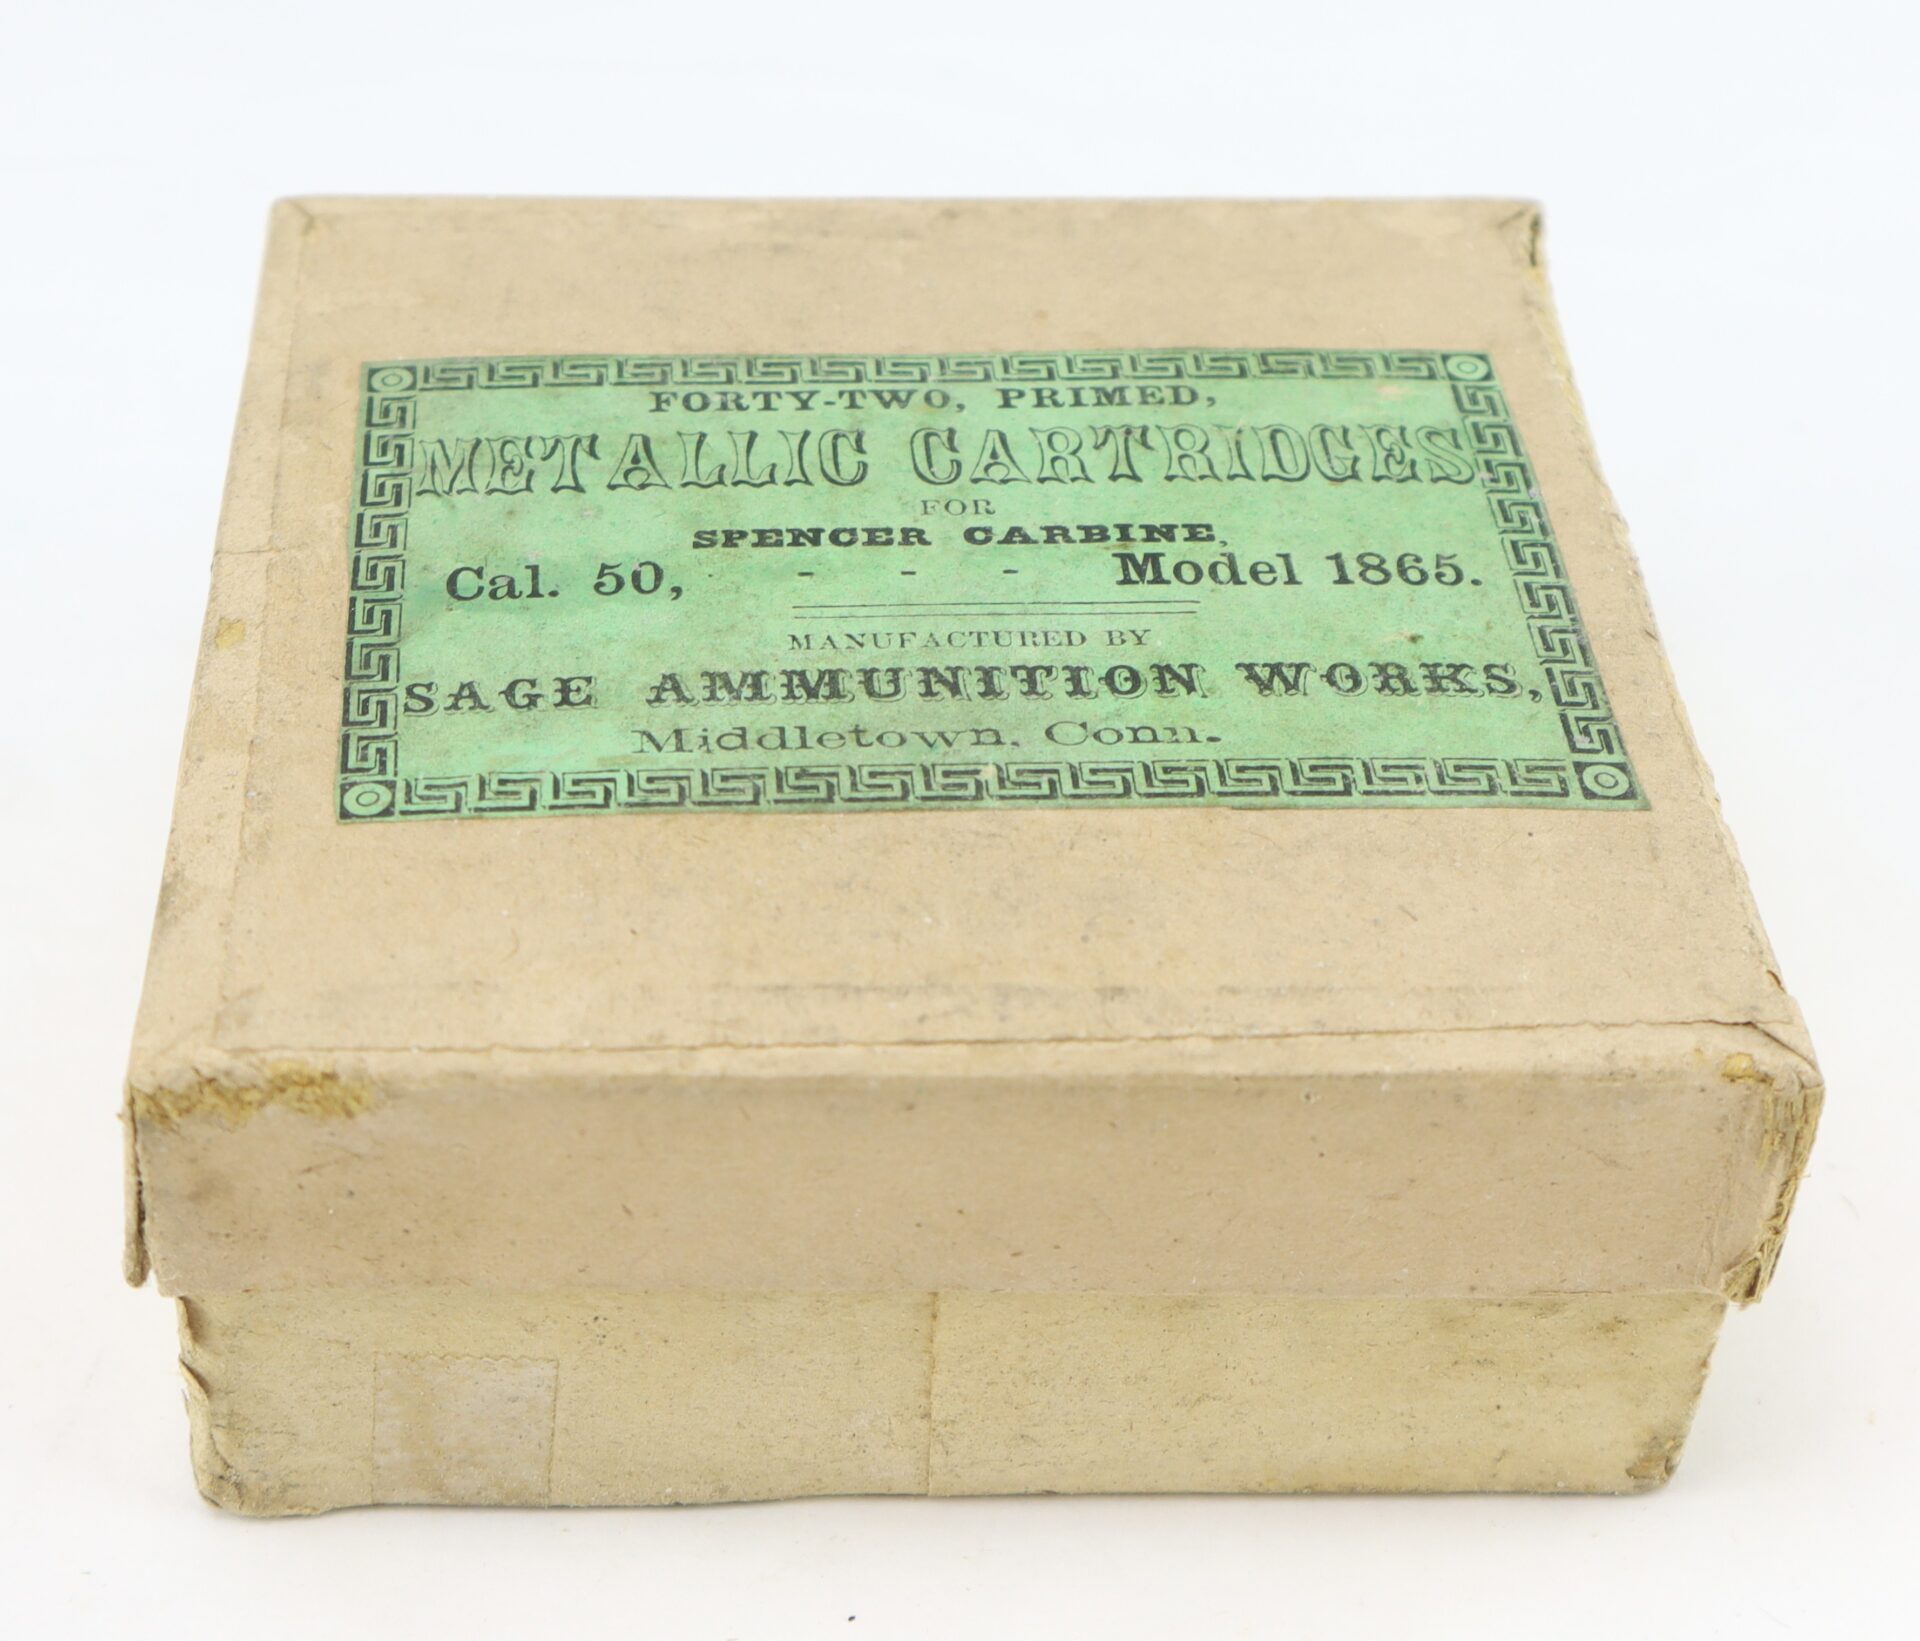 FORTY-TWO, PRIMED,
METALLIC CARTRIDGES
FOR
SPENCER CARBINE,
Cal. 50, - - - Model 1865.
MANUFACTURED BY
SAGE AMMUNITION WORKS,
Middletown, Conn.